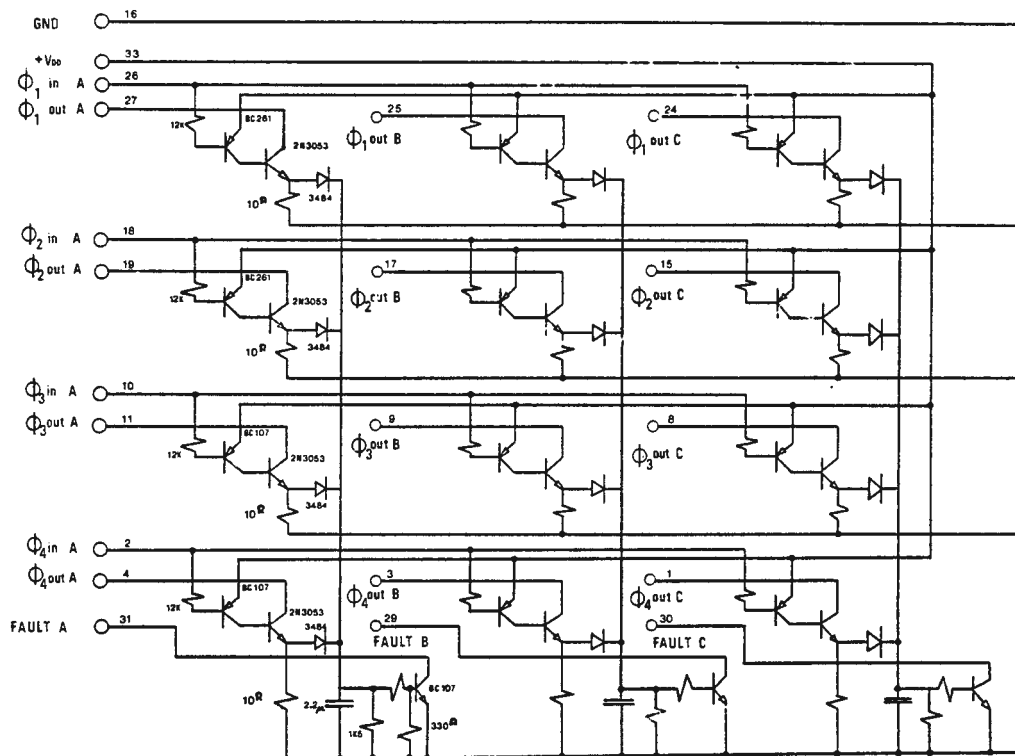 GND 16
+VDD 33
Φ1 in A 26
Φ1 out A 27
25
24
12K
BC261
2N3053
Φ1 out B
Φ1 out C
10Ω
3484
Φ2 in A 18
Φ2 out A 19
17
15
12K
BC261
2N3053
Φ2 out B
Φ2 out C
10Ω
3484
Φ3 in A 10
Φ3 out A 11
9
8
12K
BC107
2N3053
Φ3 out B
Φ3 out C
10Ω
3484
Φ4 in A 2
Φ4 out A 4
3
1
12K
BC107
2N3053
Φ4 out B
Φ4 out C
FAULT A 31
3484
FAULT B
29
FAULT C
30
10Ω
2.2µ
BC107
1K5
330Ω